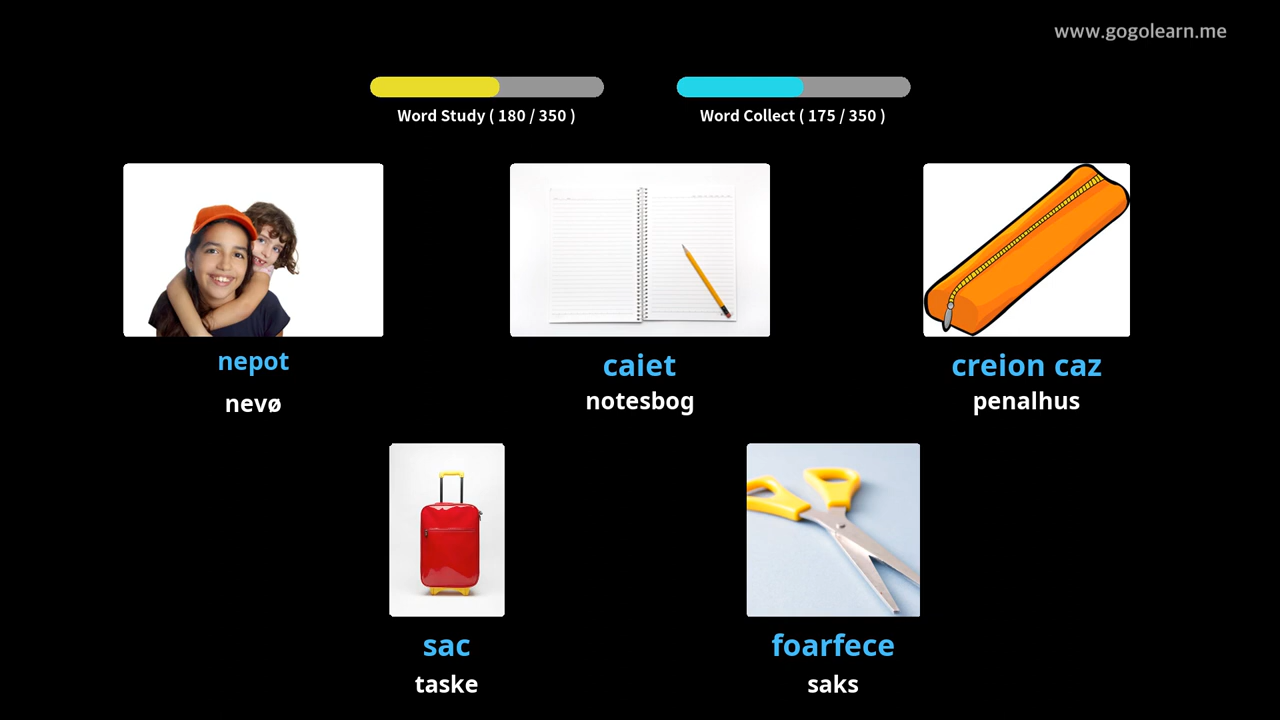 www.gogolearn.me
Word Study ( 180 / 350 )
Word Collect ( 175 / 350 )
nepot
nevø
caiet
notesbog
creion caz
penalhus
sac
taske
foarfece
saks